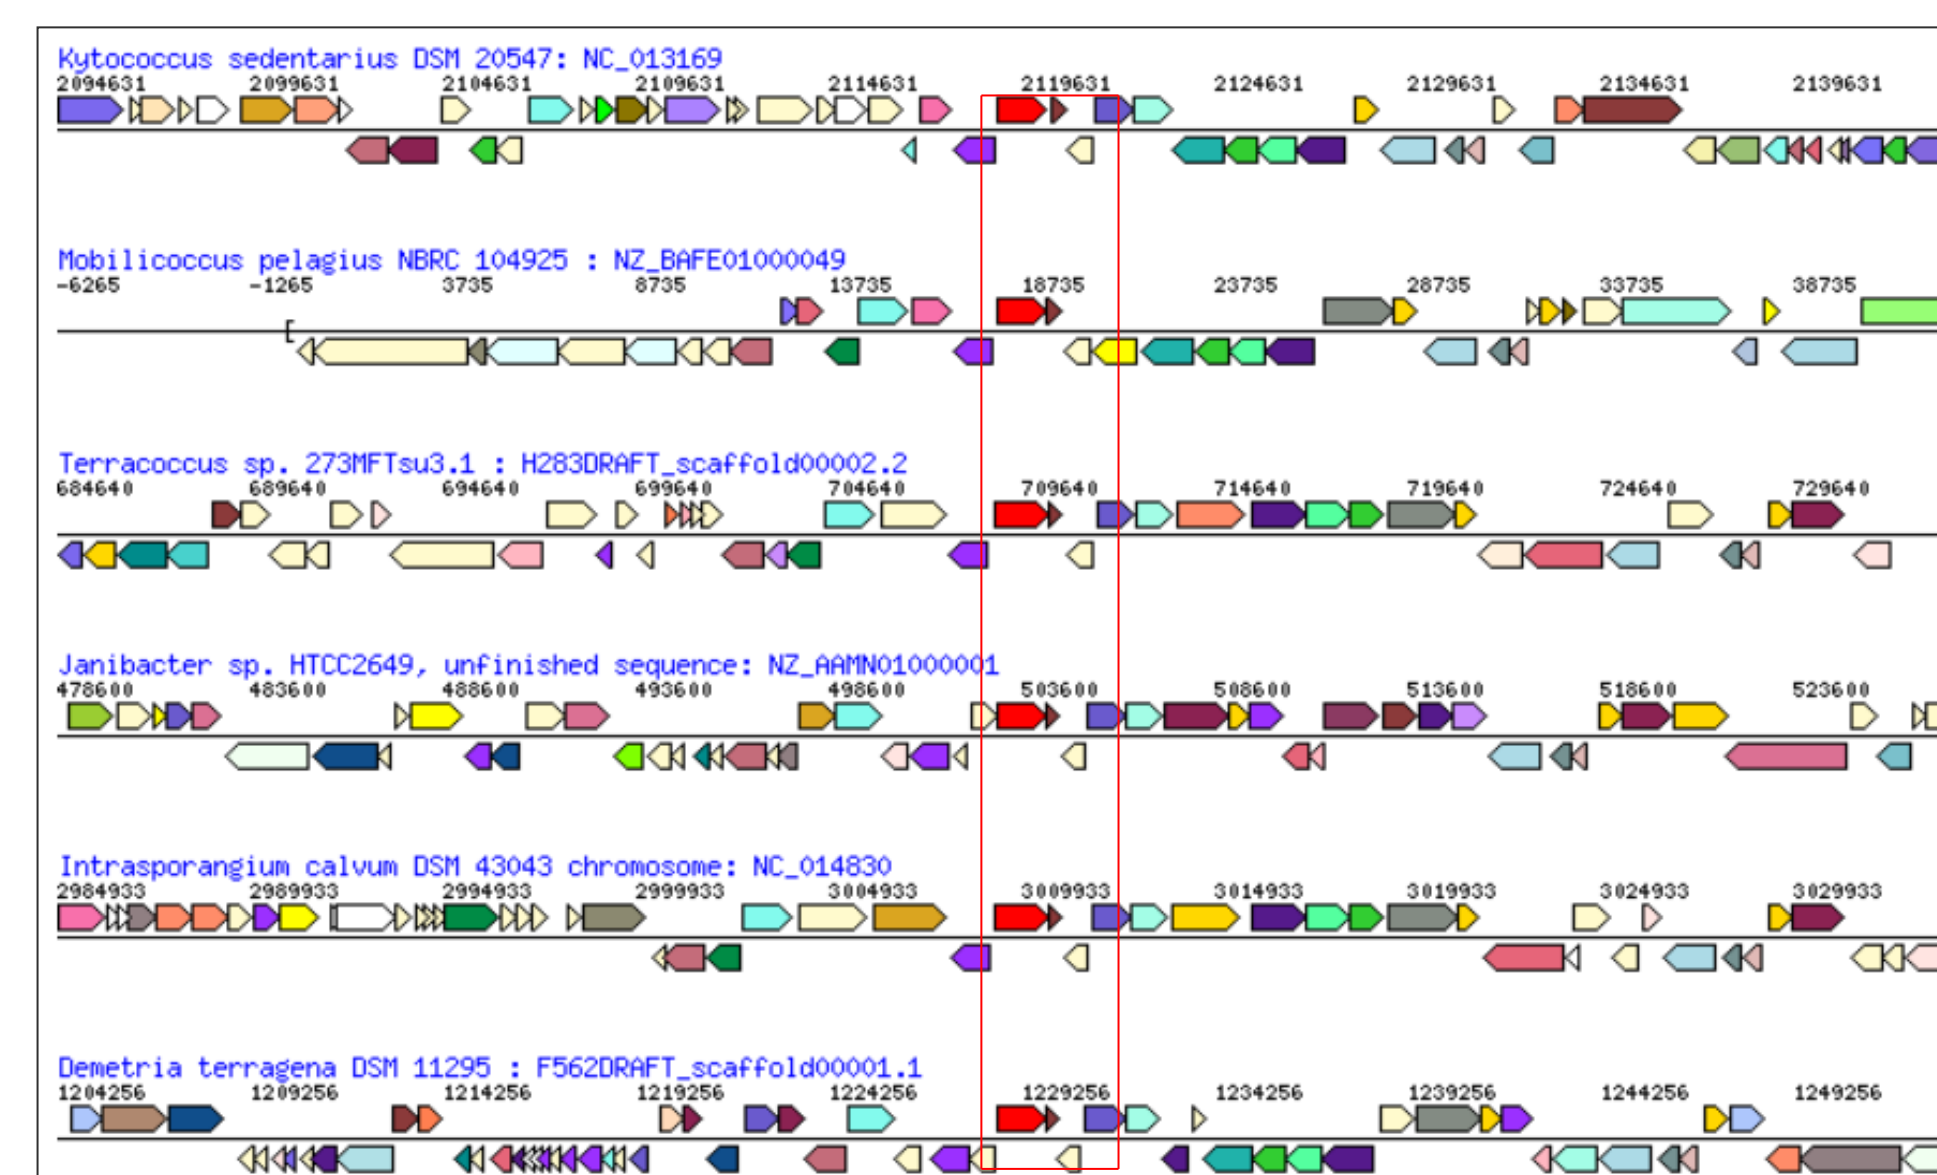 Kytococcus sedentarius DSM 20547: NC_013169
2094631 2099631 2104631 2109631 2114631 2119631 2124631 2129631 2134631 2139631
Mobilicoccus pelagius NBRC 104925 : NZ_BAFE01000049
-6265 -1265 3735 8735 13735 18735 23735 28735 33735 38735
Terracoccus sp. 273MFTsu3.1 : H283DRAFT_scaffold00002.2
684640 689640 694640 699640 704640 709640 714640 719640 724640 729640
Janibacter sp. HTCC2649, unfinished sequence: NZ_AAMN01000001
478600 483600 488600 493600 498600 503600 508600 513600 518600 523600
Intrasporangium calvum DSM 43043 chromosome: NC_014830
2984933 2989933 2994933 2999933 3004933 3009933 3014933 3019933 3024933 3029933
Demetria terragena DSM 11295 : F562DRAFT_scaffold00001.1
1204256 1209256 1214256 1219256 1224256 1229256 1234256 1239256 1244256 1249256